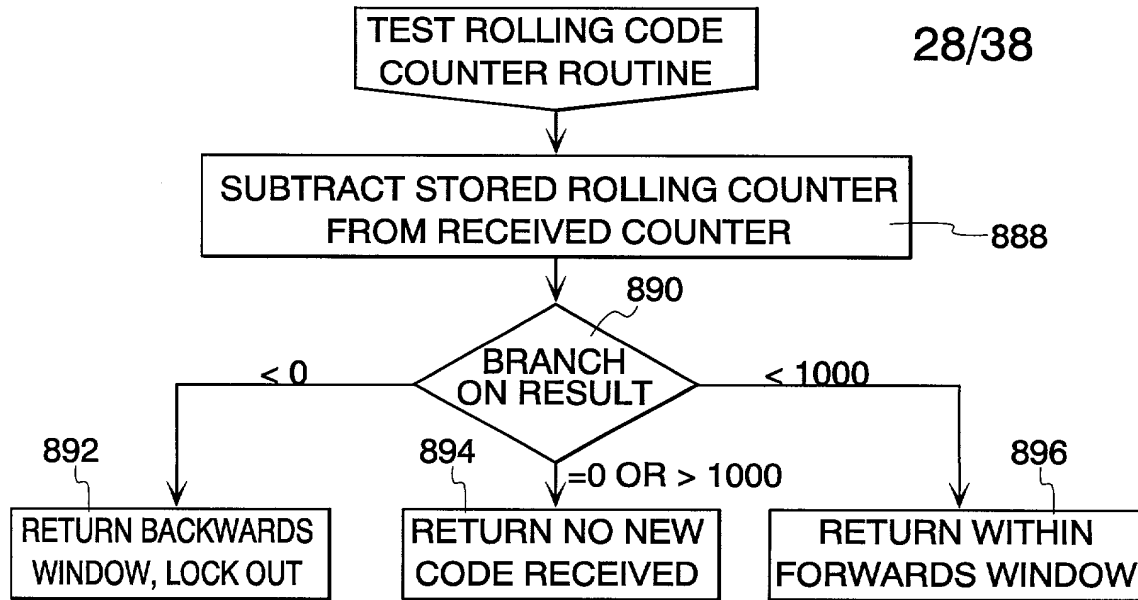 TEST ROLLING CODE
COUNTER ROUTINE
28/38
SUBTRACT STORED ROLLING COUNTER
FROM RECEIVED COUNTER
888
890
BRANCH
ON RESULT
< 0
< 1000
=0 OR > 1000
892
RETURN BACKWARDS
WINDOW, LOCK OUT
894
RETURN NO NEW
CODE RECEIVED
896
RETURN WITHIN
FORWARDS WINDOW